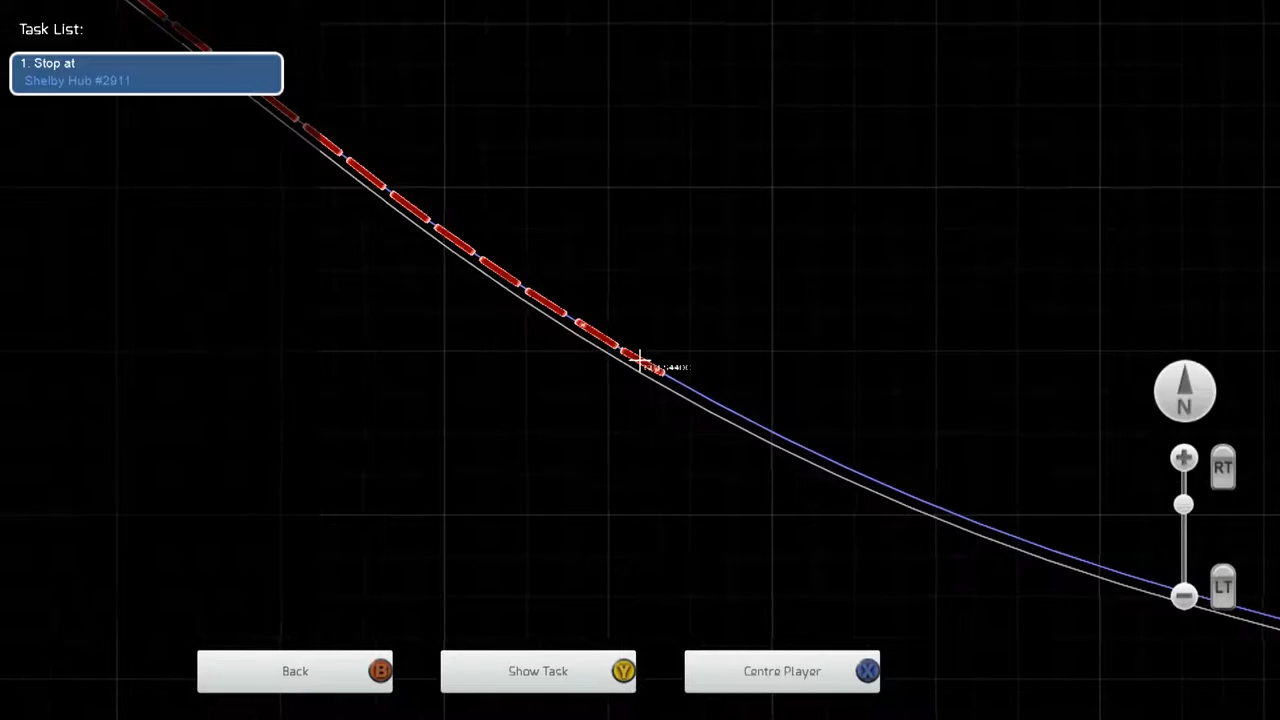 Task List:
1. Stop at
Shelby Hub #2911
N
RT
LT
Back B
Show Task Y
Centre Player X